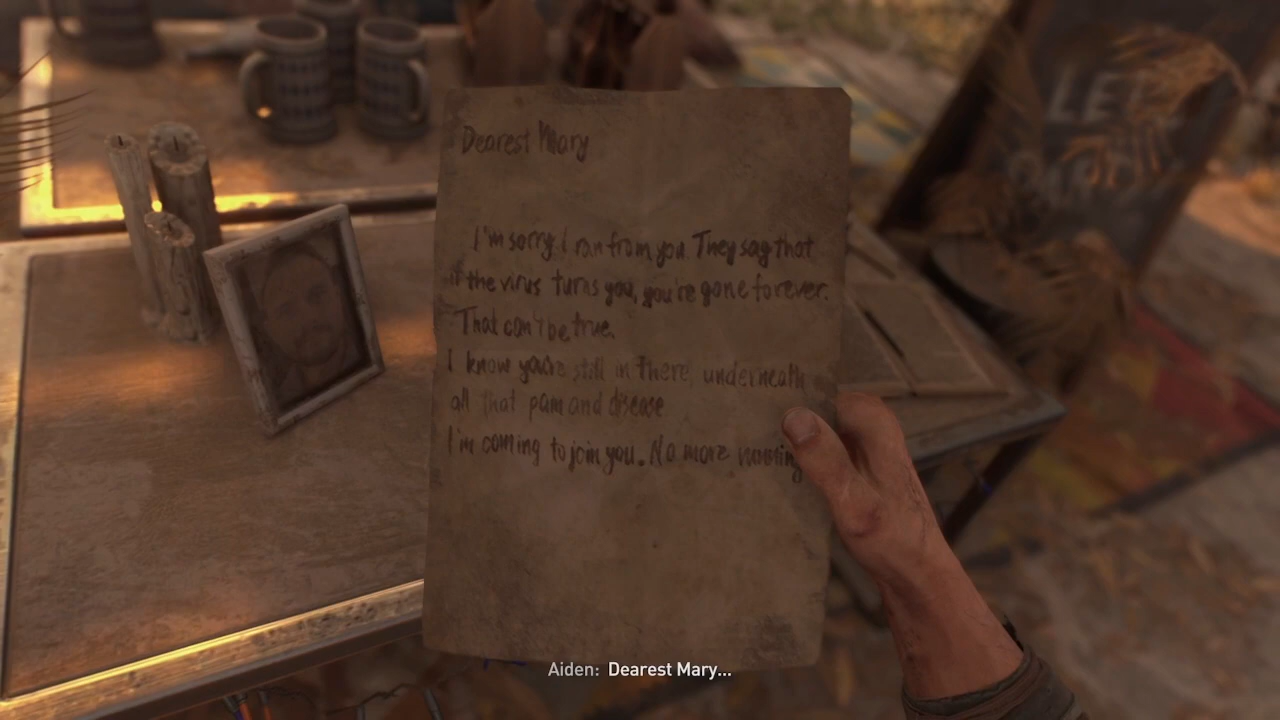 Dearest Mary
I'm sorry I ran from you. They say that
if the virus turns you, you're gone forever.
That can't be true.
I know you're still in there, underneath
all that pain and disease
I'm coming to join you. No more running
LET
Aiden: Dearest Mary...